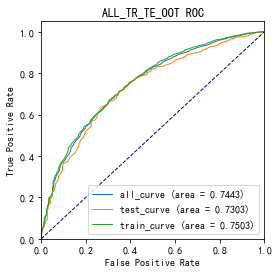 ALL_TR_TE_OOT ROC
True Positive Rate
1.0
0.8
0.6
0.4
0.2
0.0
all_curve (area = 0.7443)
test_curve (area = 0.7303)
train_curve (area = 0.7503)
0.0 0.2 0.4 0.6 0.8 1.0
False Positive Rate